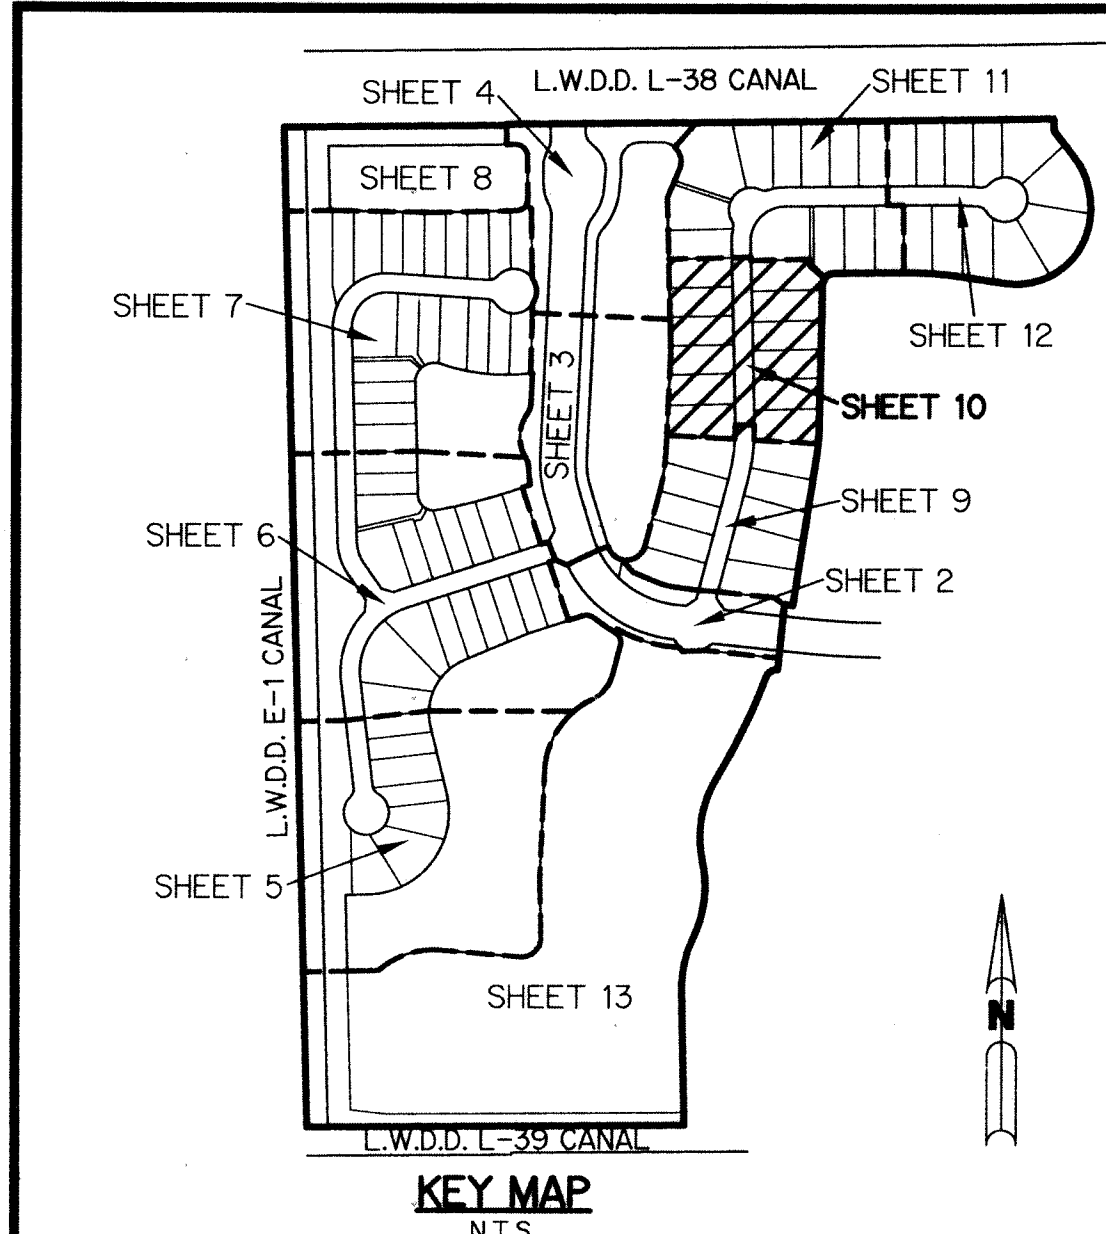 L.W.D.D. L-38 CANAL
SHEET 4
SHEET 11
SHEET 8
SHEET 7
SHEET 12
SHEET 3
SHEET 10
SHEET 9
SHEET 6
SHEET 2
L.W.D.D. E-1 CANAL
SHEET 5
SHEET 13
N
L.W.D.D. L-39 CANAL
KEY MAP
N.T.S.